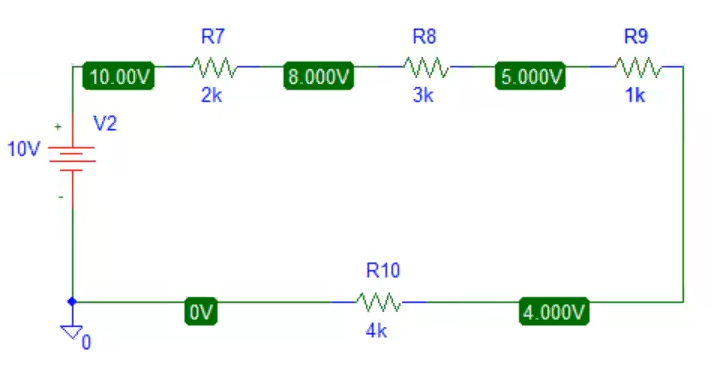 R7
R8
R9
10.00V
8.000V
5.000V
2k
3k
1k
+
V2
10V
-
R10
0V
4.000V
4k
0